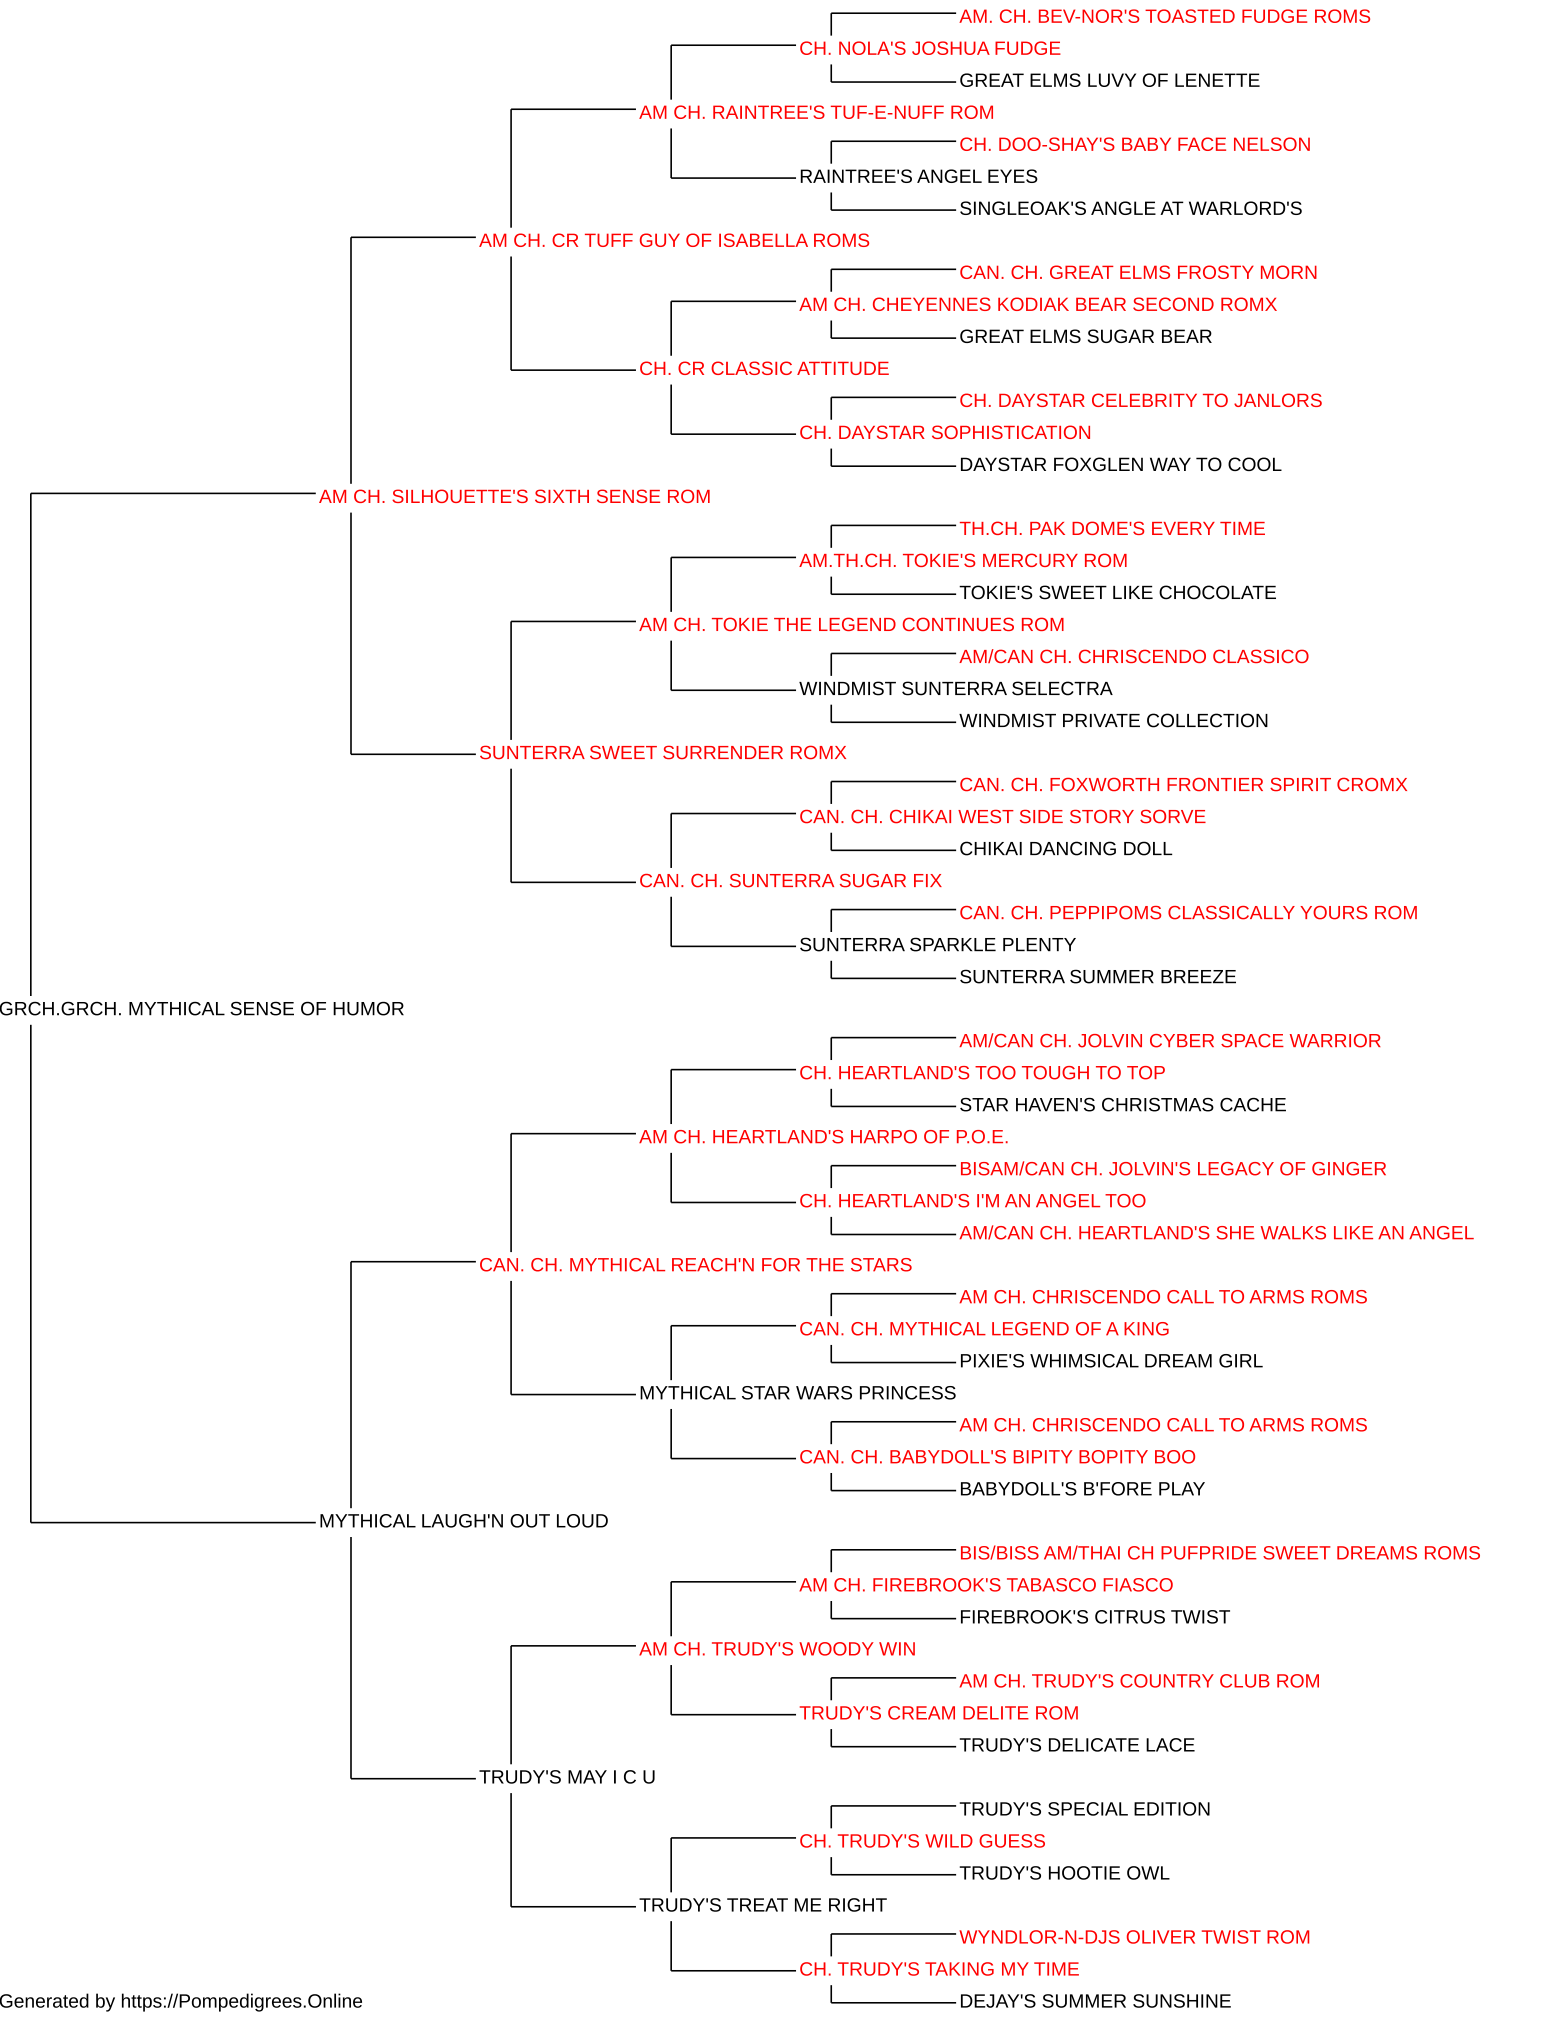 AM. CH. BEV-NOR'S TOASTED FUDGE ROMS
CH. NOLA'S JOSHUA FUDGE
GREAT ELMS LUVY OF LENETTE
AM CH. RAINTREE'S TUF-E-NUFF ROM
CH. DOO-SHAY'S BABY FACE NELSON
RAINTREE'S ANGEL EYES
SINGLEOAK'S ANGLE AT WARLORD'S
AM CH. CR TUFF GUY OF ISABELLA ROMS
CAN. CH. GREAT ELMS FROSTY MORN
AM CH. CHEYENNES KODIAK BEAR SECOND ROMX
GREAT ELMS SUGAR BEAR
CH. CR CLASSIC ATTITUDE
CH. DAYSTAR CELEBRITY TO JANLORS
CH. DAYSTAR SOPHISTICATION
DAYSTAR FOXGLEN WAY TO COOL
AM CH. SILHOUETTE'S SIXTH SENSE ROM
TH.CH. PAK DOME'S EVERY TIME
AM.TH.CH. TOKIE'S MERCURY ROM
TOKIE'S SWEET LIKE CHOCOLATE
AM CH. TOKIE THE LEGEND CONTINUES ROM
AM/CAN CH. CHRISCENDO CLASSICO
WINDMIST SUNTERRA SELECTRA
WINDMIST PRIVATE COLLECTION
SUNTERRA SWEET SURRENDER ROMX
CAN. CH. FOXWORTH FRONTIER SPIRIT CROMX
CAN. CH. CHIKAI WEST SIDE STORY SORVE
CHIKAI DANCING DOLL
CAN. CH. SUNTERRA SUGAR FIX
CAN. CH. PEPPIPOMS CLASSICALLY YOURS ROM
SUNTERRA SPARKLE PLENTY
SUNTERRA SUMMER BREEZE
GRCH.GRCH. MYTHICAL SENSE OF HUMOR
AM/CAN CH. JOLVIN CYBER SPACE WARRIOR
CH. HEARTLAND'S TOO TOUGH TO TOP
STAR HAVEN'S CHRISTMAS CACHE
AM CH. HEARTLAND'S HARPO OF P.O.E.
BISAM/CAN CH. JOLVIN'S LEGACY OF GINGER
CH. HEARTLAND'S I'M AN ANGEL TOO
AM/CAN CH. HEARTLAND'S SHE WALKS LIKE AN ANGEL
CAN. CH. MYTHICAL REACH'N FOR THE STARS
AM CH. CHRISCENDO CALL TO ARMS ROMS
CAN. CH. MYTHICAL LEGEND OF A KING
PIXIE'S WHIMSICAL DREAM GIRL
MYTHICAL STAR WARS PRINCESS
AM CH. CHRISCENDO CALL TO ARMS ROMS
CAN. CH. BABYDOLL'S BIPITY BOPITY BOO
BABYDOLL'S B'FORE PLAY
MYTHICAL LAUGH'N OUT LOUD
BIS/BISS AM/THAI CH PUFPRIDE SWEET DREAMS ROMS
AM CH. FIREBROOK'S TABASCO FIASCO
FIREBROOK'S CITRUS TWIST
AM CH. TRUDY'S WOODY WIN
AM CH. TRUDY'S COUNTRY CLUB ROM
TRUDY'S CREAM DELITE ROM
TRUDY'S DELICATE LACE
TRUDY'S MAY I C U
TRUDY'S SPECIAL EDITION
CH. TRUDY'S WILD GUESS
TRUDY'S HOOTIE OWL
TRUDY'S TREAT ME RIGHT
WYNDLOR-N-DJS OLIVER TWIST ROM
CH. TRUDY'S TAKING MY TIME
DEJAY'S SUMMER SUNSHINE
Generated by https://Pompedigrees.Online